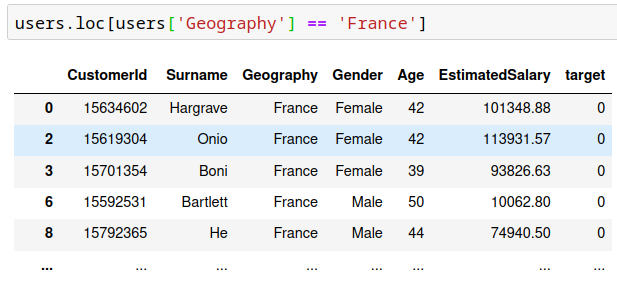 users.loc[users['Geography'] == 'France']
CustomerId Surname Geography Gender Age EstimatedSalary target
0 15634602 Hargrave France Female 42 101348.88 0
2 15619304 Onio France Female 42 113931.57 0
3 15701354 Boni France Female 39 93826.63 0
6 15592531 Bartlett France Male 50 10062.80 0
8 15792365 He France Male 44 74940.50 0
... ... ... ... ... ... ... ...